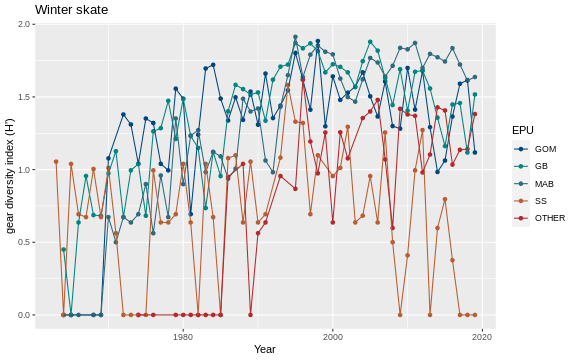 Winter skate
gear diversity index (H')
2.0
1.5
1.0
0.5
0.0
1980
2000
2020
Year
EPU
GOM
GB
MAB
SS
OTHER